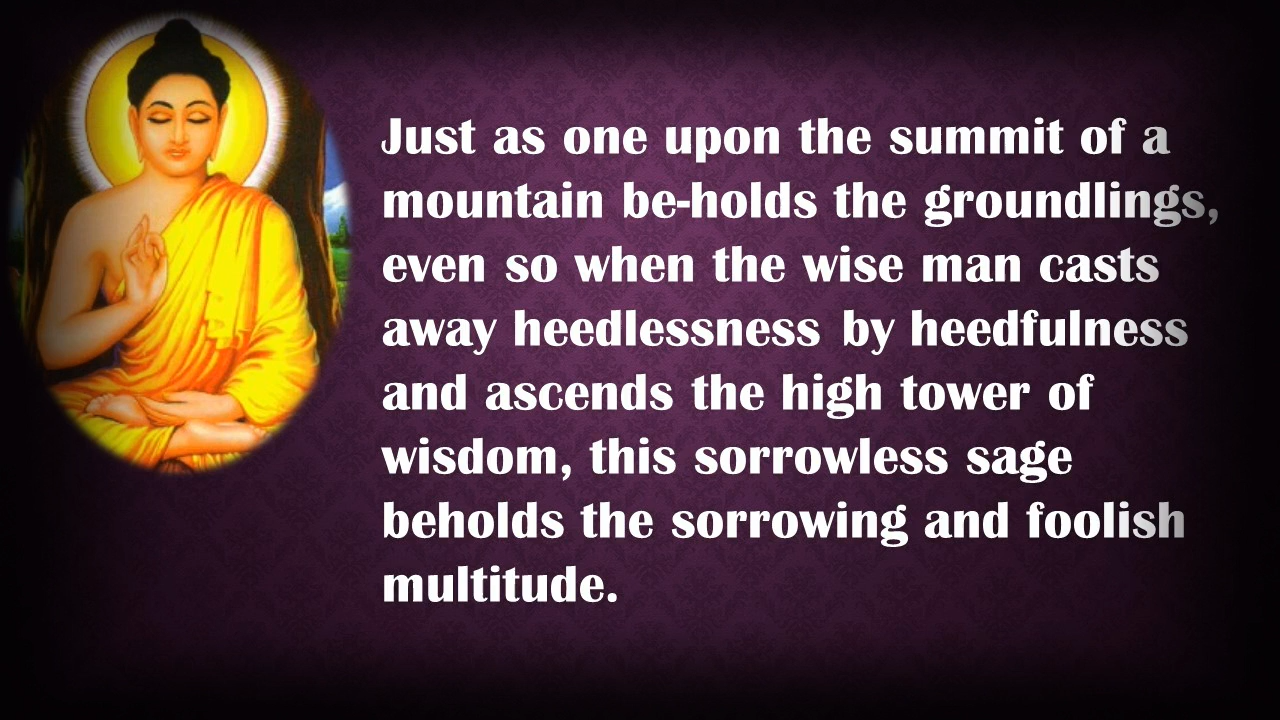 Just as one upon the summit of a
mountain be-holds the groundlings,
even so when the wise man casts
away heedlessness by heedfulness
and ascends the high tower of
wisdom, this sorrowless sage
beholds the sorrowing and foolish
multitude.